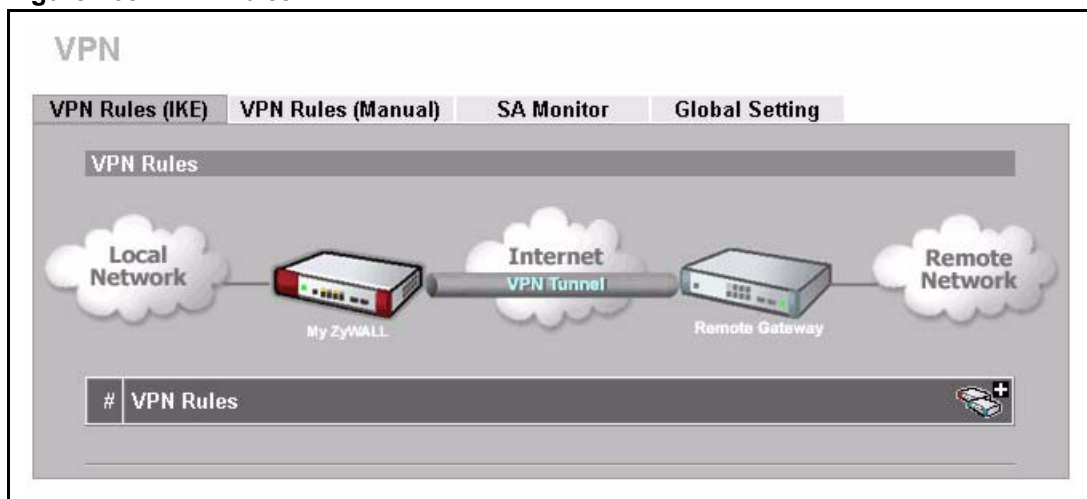 VPN
VPN Rules (IKE) VPN Rules (Manual) SA Monitor Global Setting
VPN Rules
Local
Network
Internet
VPN Tunnel
Remote
Network
My ZyWALL
Remote Gateway
# VPN Rules